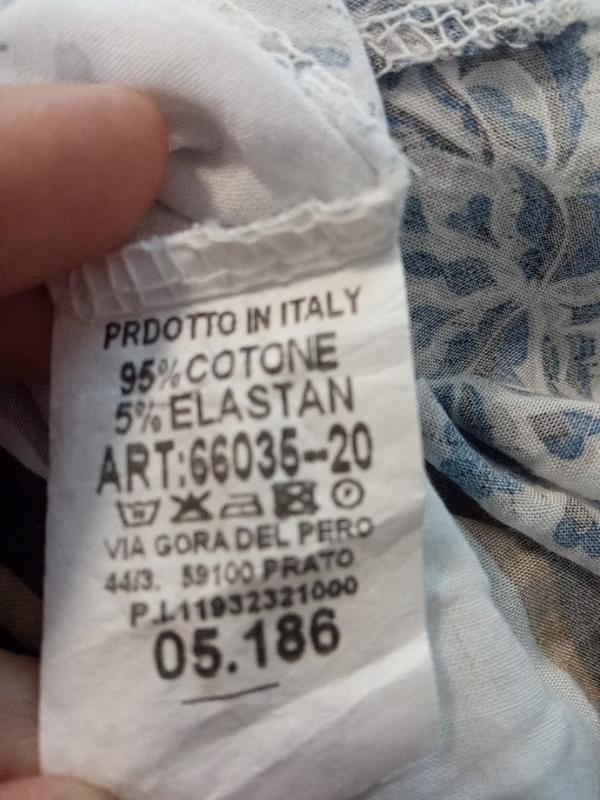 PRDOTTO IN ITALY
95% COTONE
5% ELASTAN
ART:66035-20
VIA GORA DEL PERO
44/3. 59100 PRATO
P.I.11932321000
05.186